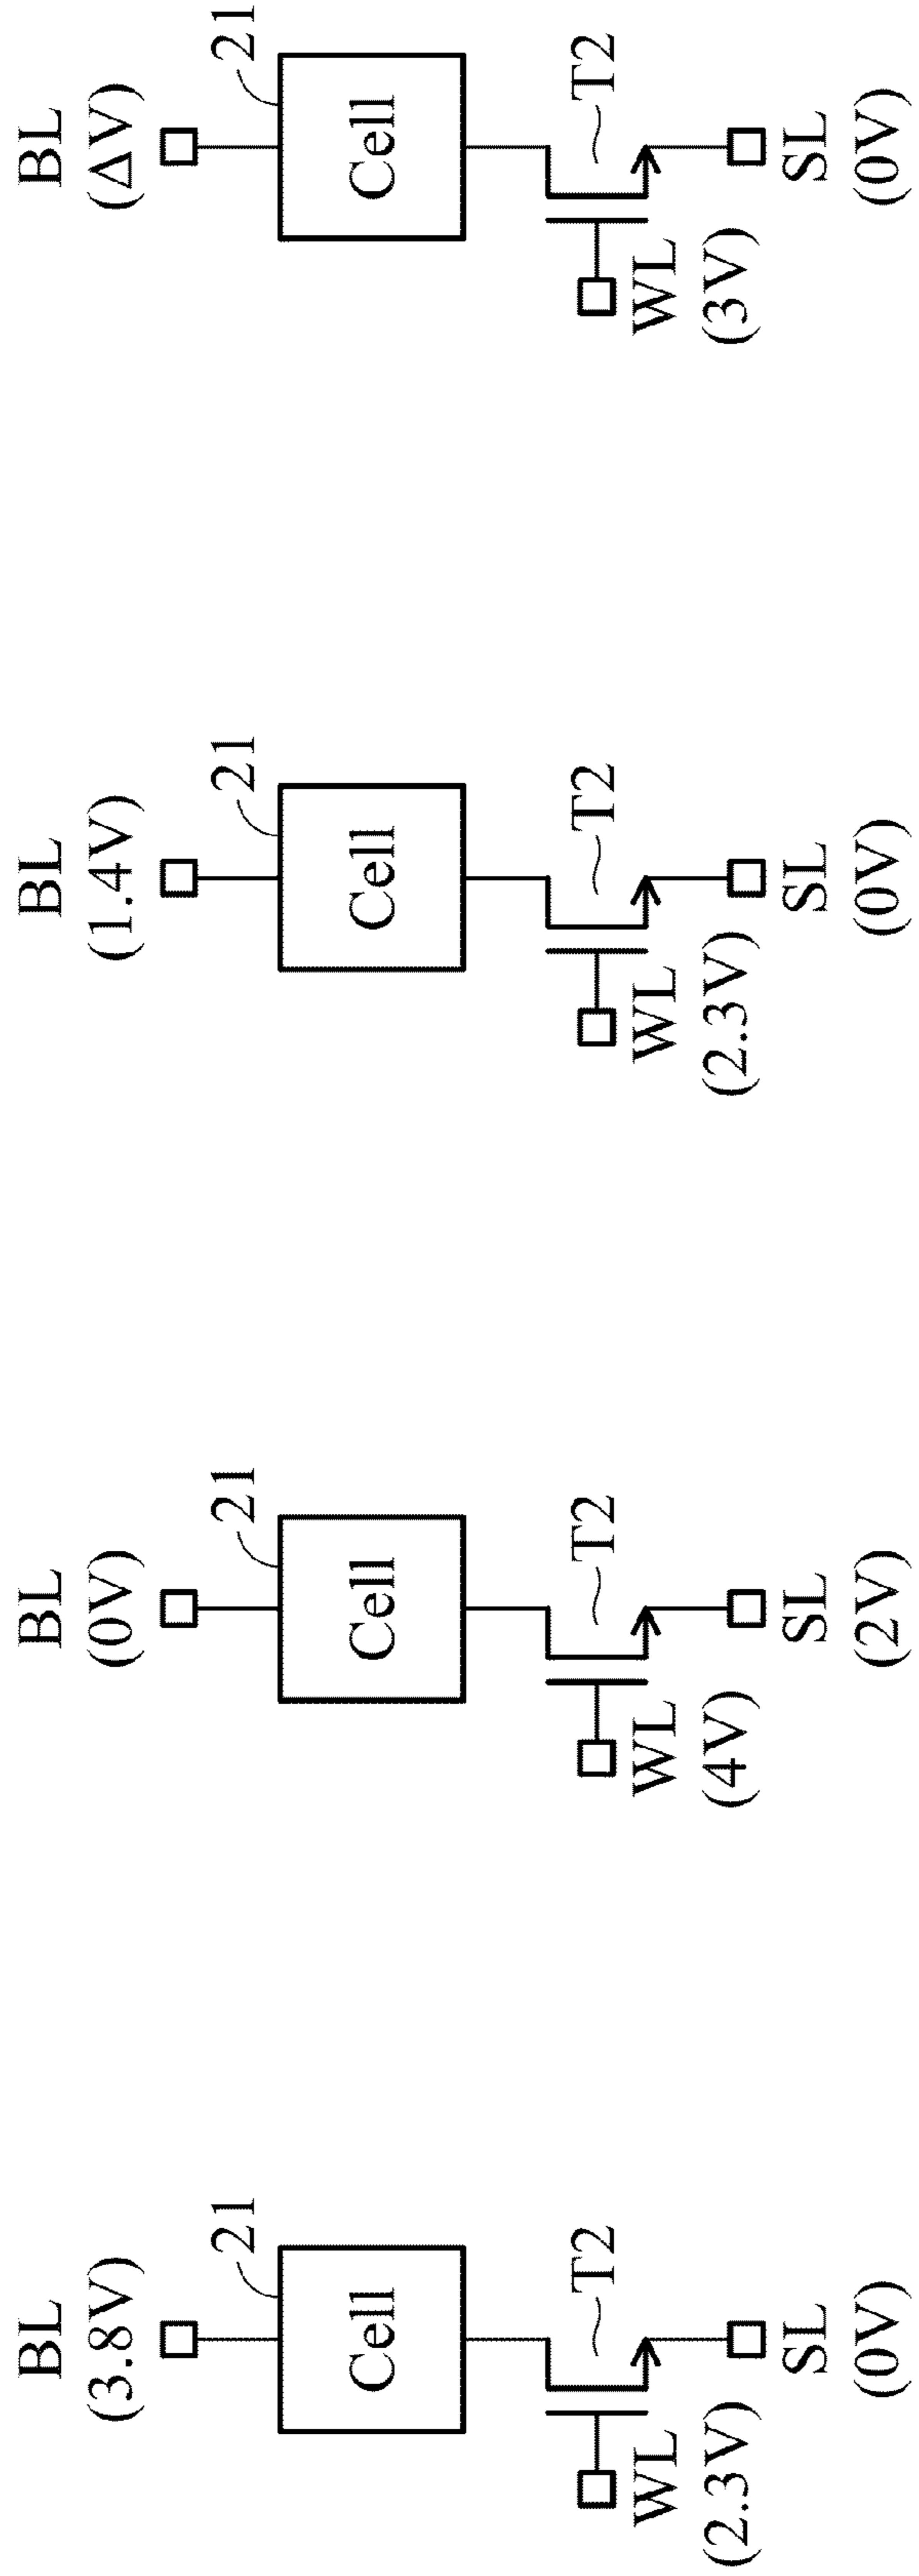 BL
(3.8V)
21
Cell
T2
WL
(2.3V)
SL
(0V)
BL
(0V)
21
Cell
T2
WL
(4V)
SL
(2V)
BL
(1.4V)
21
Cell
T2
WL
(2.3V)
SL
(0V)
BL
(ΔV)
21
Cell
T2
WL
(3V)
SL
(0V)